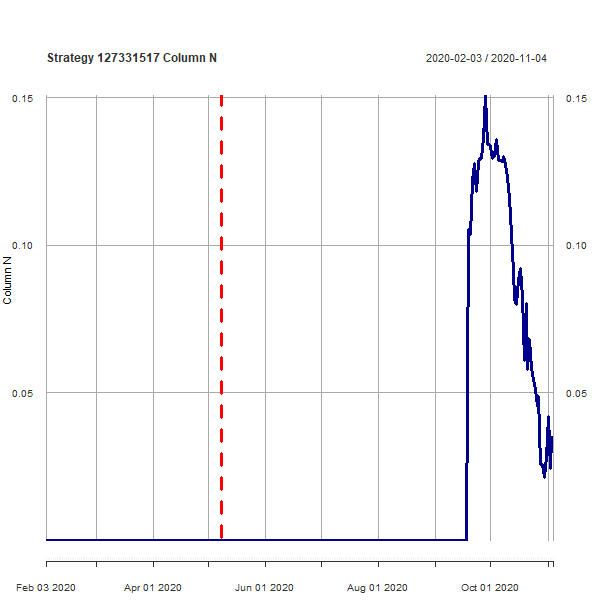 Strategy 127331517 Column N
2020-02-03 / 2020-11-04
0.15
0.15
0.10
0.10
Column N
0.05
0.05
Feb 03 2020
Apr 01 2020
Jun 01 2020
Aug 01 2020
Oct 01 2020